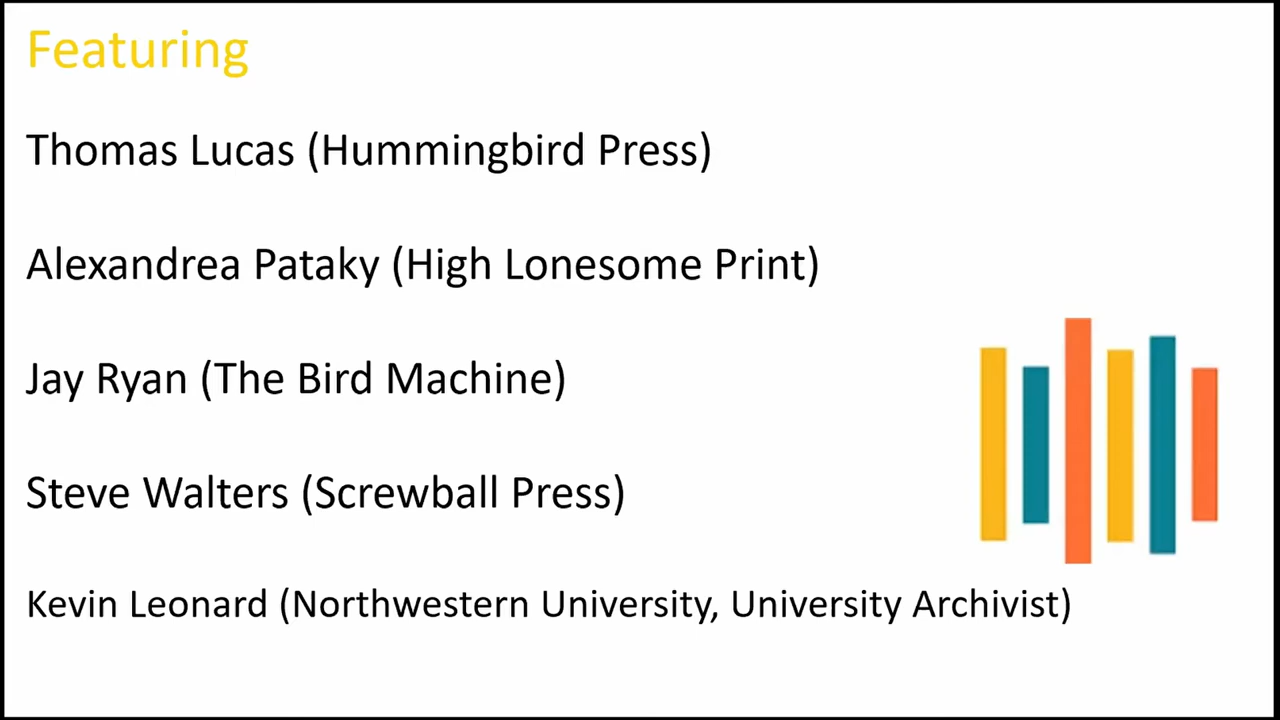 Featuring
Thomas Lucas (Hummingbird Press)
Alexandrea Pataky (High Lonesome Print)
Jay Ryan (The Bird Machine)
Steve Walters (Screwball Press)
Kevin Leonard (Northwestern University, University Archivist)